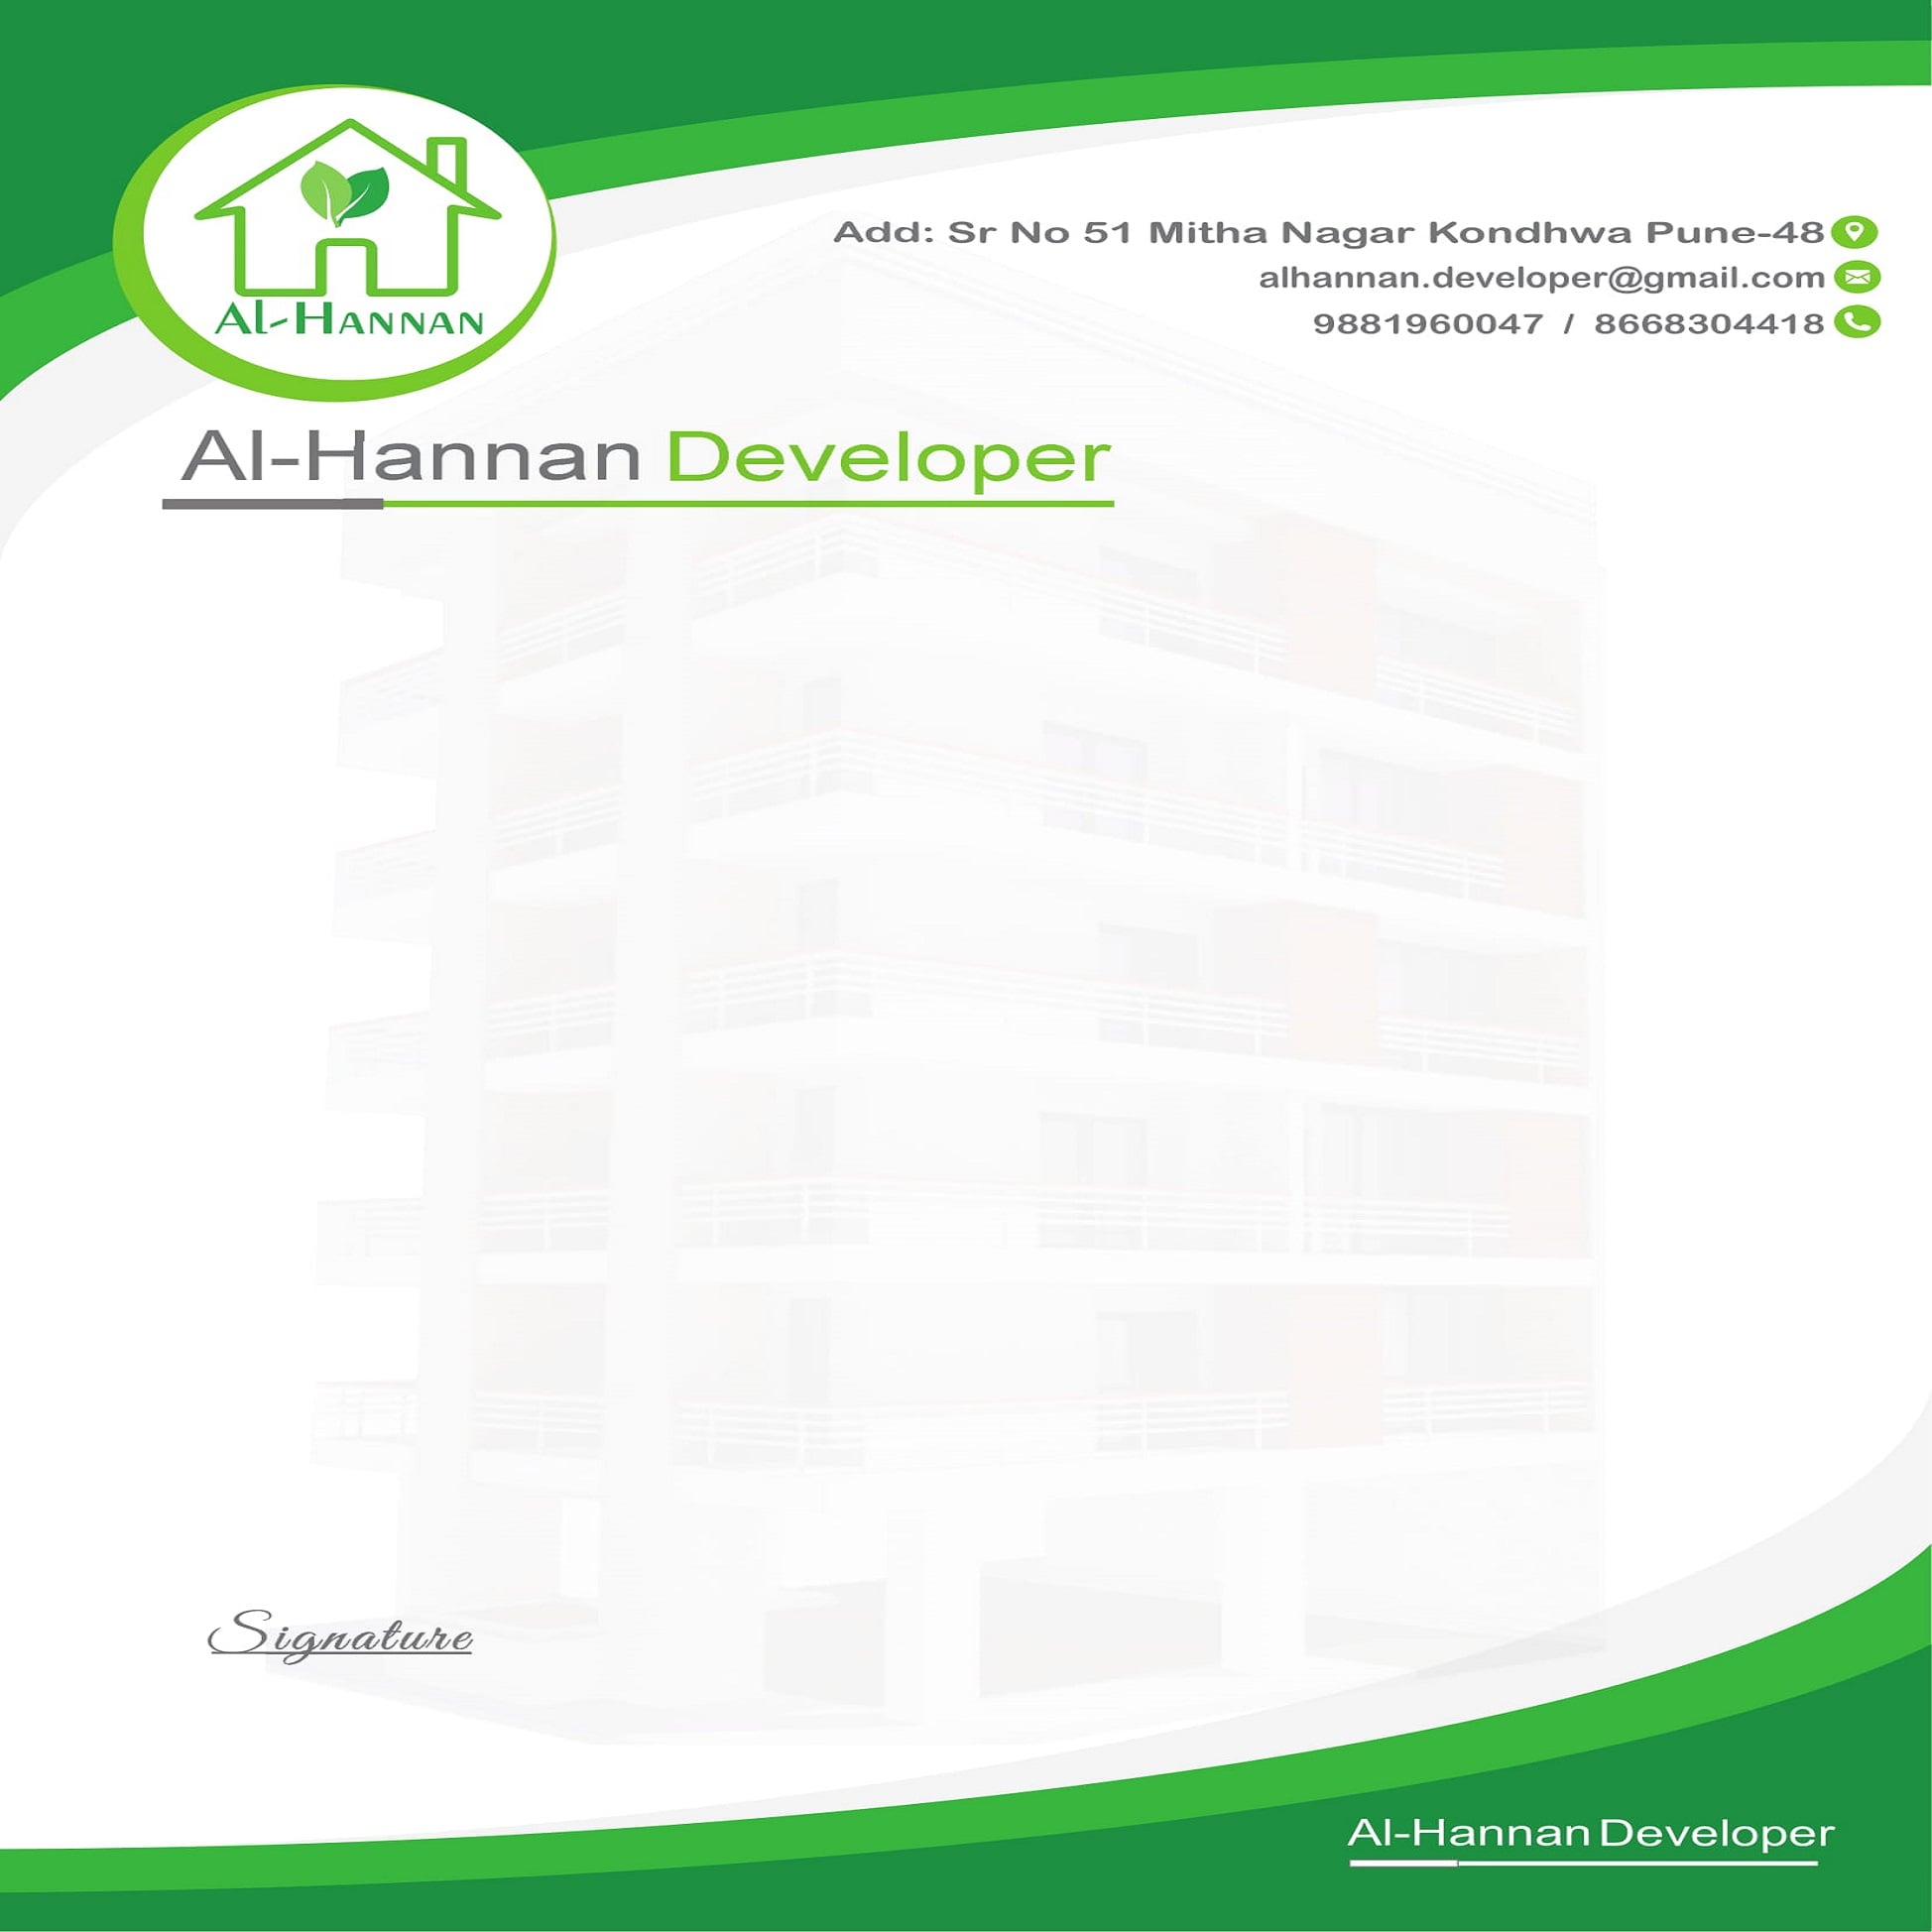 Al-Hannan
Add: Sr No 51 Mitha Nagar Kondhwa Pune-48
alhannan.developer@gmail.com
9881960047 / 8668304418
Al-Hannan Developer
Signature
Al-Hannan Developer